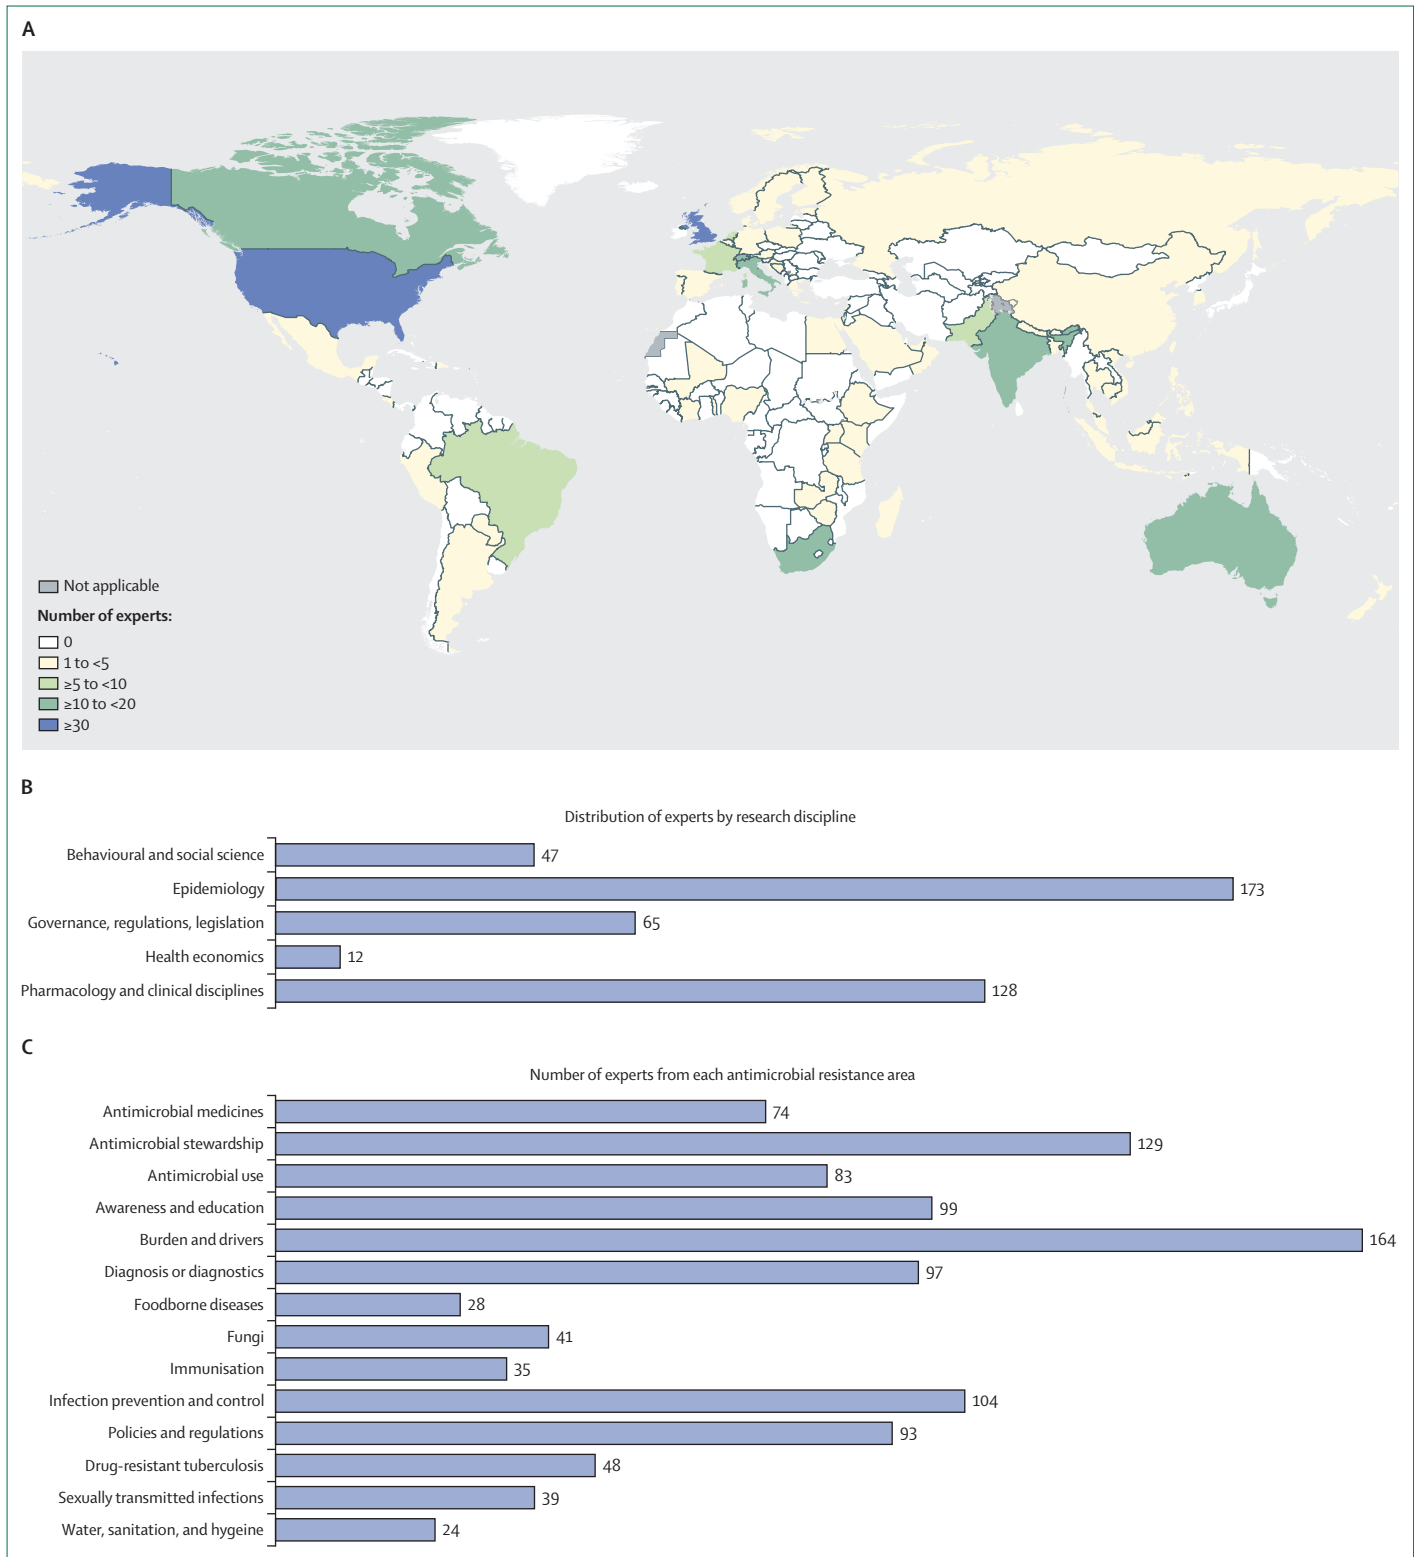 A
Not applicable
Number of experts:
0
1 to <5
≥5 to <10
≥10 to <20
≥30
B
Distribution of experts by research discipline
Behavioural and social science 47
Epidemiology 173
Governance, regulations, legislation 65
Health economics 12
Pharmacology and clinical disciplines 128
C
Number of experts from each antimicrobial resistance area
Antimicrobial medicines 74
Antimicrobial stewardship 129
Antimicrobial use 83
Awareness and education 99
Burden and drivers 164
Diagnosis or diagnostics 97
Foodborne diseases 28
Fungi 41
Immunisation 35
Infection prevention and control 104
Policies and regulations 93
Drug-resistant tuberculosis 48
Sexually transmitted infections 39
Water, sanitation, and hygeine 24